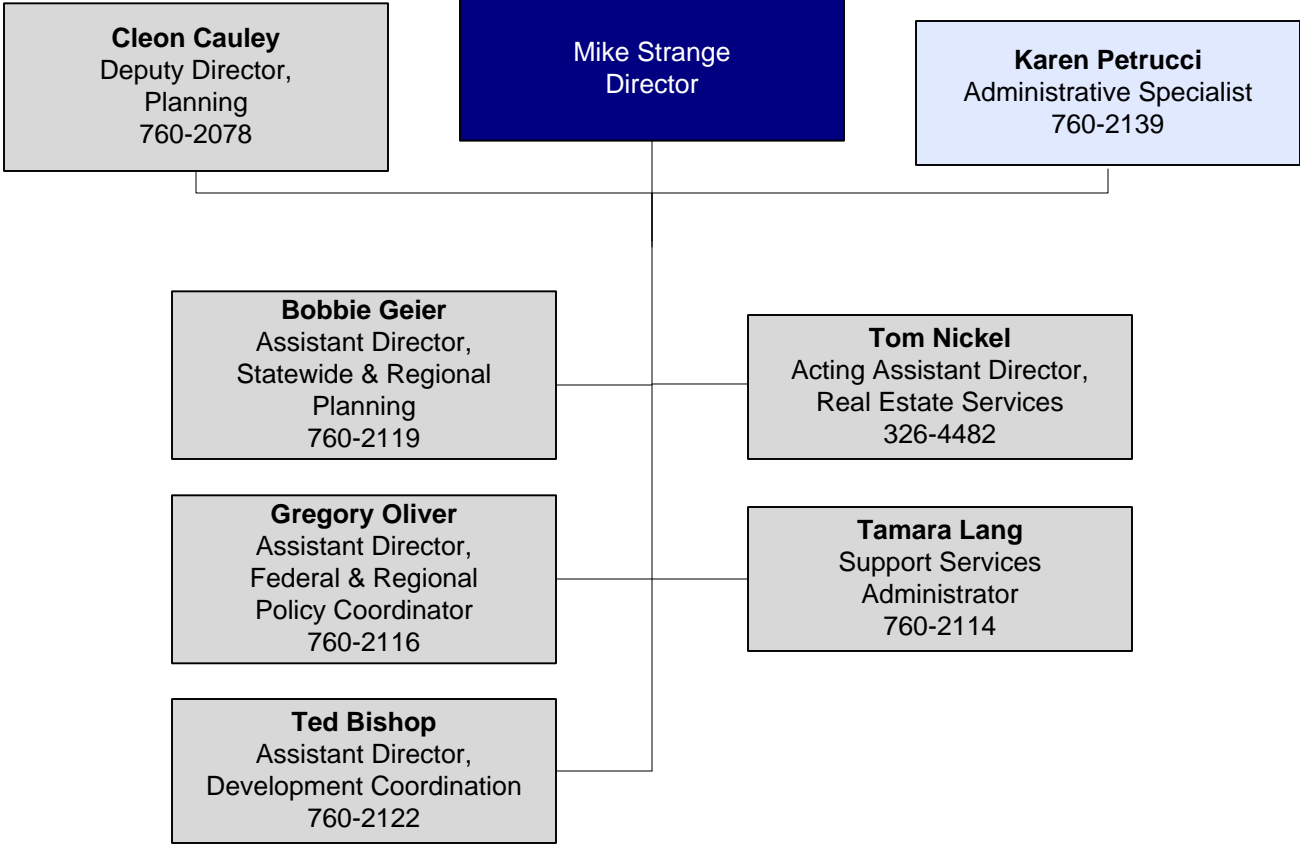 Cleon Cauley
Deputy Director,
Planning
760-2078
Mike Strange
Director
Karen Petrucci
Administrative Specialist
760-2139
Bobbie Geier
Assistant Director,
Statewide & Regional
Planning
760-2119
Tom Nickel
Acting Assistant Director,
Real Estate Services
326-4482
Gregory Oliver
Assistant Director,
Federal & Regional
Policy Coordinator
760-2116
Tamara Lang
Support Services
Administrator
760-2114
Ted Bishop
Assistant Director,
Development Coordination
760-2122